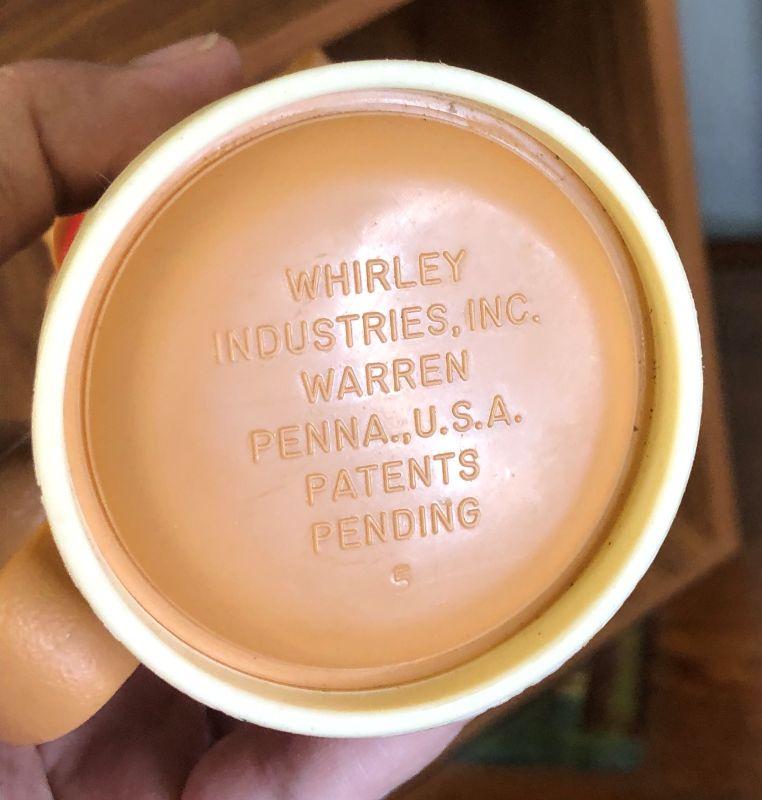 WHIRLEY
INDUSTRIES, INC.
WARREN
PENNA., U.S.A.
PATENTS
PENDING
5